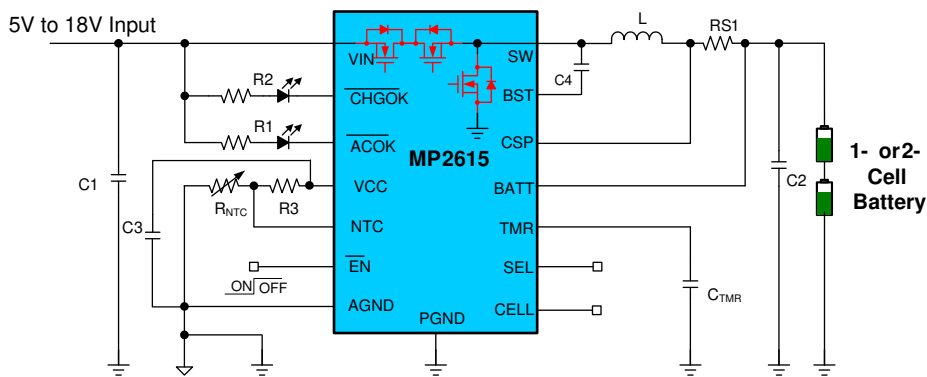 5V to 18V Input
VIN
SW
L
RS1
R2
CHGOK
C4
BST
R1
ACOK
CSP
MP2615
C1
RNTC
R3
VCC
BATT
C2
1- or2-
Cell
Battery
C3
NTC
TMR
EN
ON OFF
SEL
CTMR
AGND
CELL
PGND